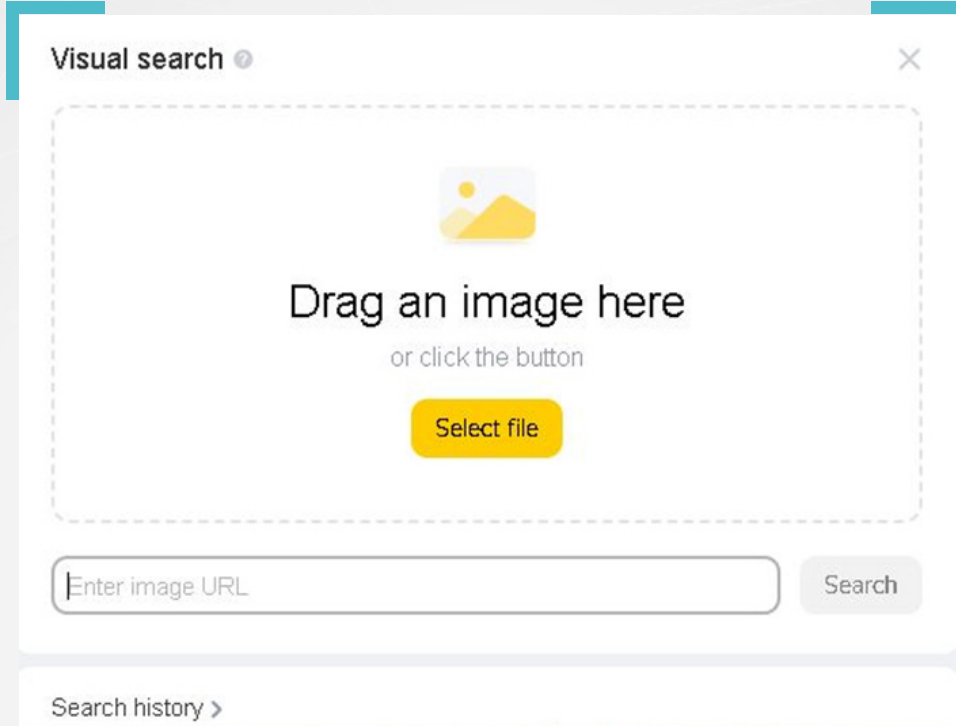 Visual search
Drag an image here
or click the button
Select file
Enter image URL
Search
Search history >